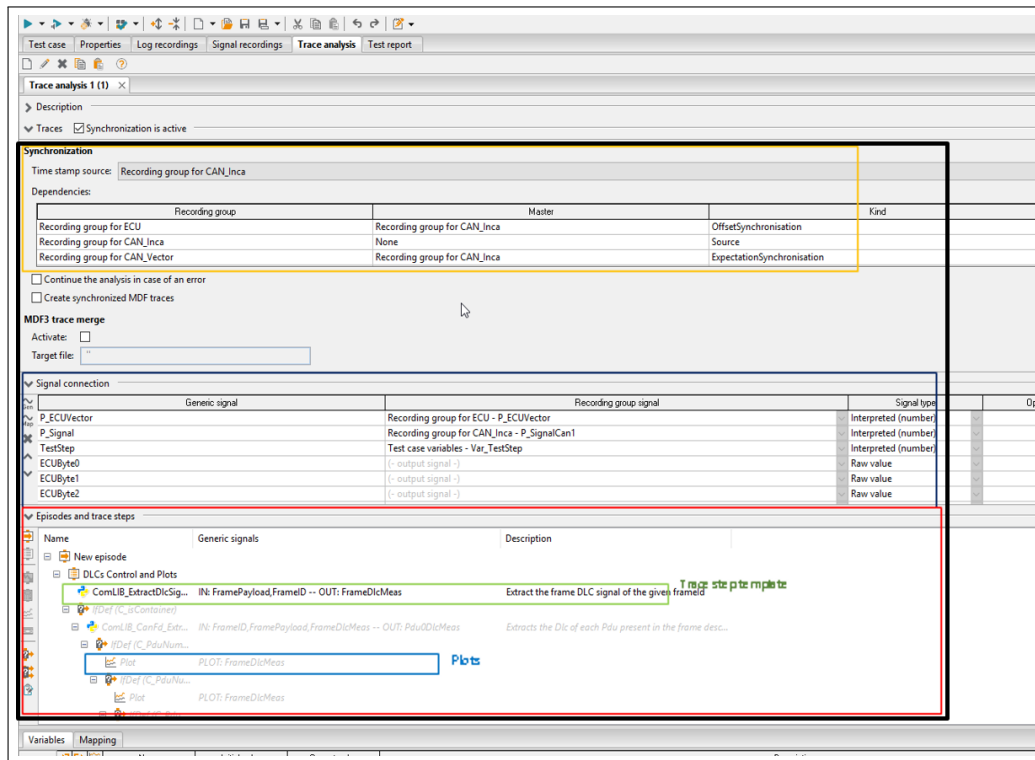 Test case Properties Log recordings Signal recordings Trace analysis Test report
Trace analysis 1 (1)
Description
Traces Synchronization is active
Synchronization
Time stamp source: Recording group for CAN_Inca
Dependencies:
Recording group Master Kind
Recording group for ECU Recording group for CAN_Inca OffsetSynchronisation
Recording group for CAN_Inca None Source
Recording group for CAN_Vector Recording group for CAN_Inca ExpectationSynchronisation
Continue the analysis in case of an error
Create synchronized MDF traces
MDF3 trace merge
Activate:
Target file: ''
Signal connection
Generic signal Recording group signal Signal type Op
P_ECUVector Recording group for ECU - P_ECUVector Interpreted (number)
P_Signal Recording group for CAN_Inca - P_SignalCan1 Interpreted (number)
TestStep Test case variables - Var_TestStep Interpreted (number)
ECUByte0 (- output signal -) Raw value
ECUByte1 (- output signal -) Raw value
ECUByte2 (- output signal -) Raw value
Episodes and trace steps
Name Generic signals Description
New episode
DLCs Control and Plots
Trace step template
ComLIB_ExtractDlcSig... IN: FramePayload,FrameID -- OUT: FrameDlcMeas Extract the frame DLC signal of the given frameId
IfDef (C_isContainer)
ComLIB_CanFd_Extr... IN: FrameID,FramePayload,FrameDlcMeas -- OUT: Pdu0DlcMeas Extracts the Dlc of each Pdu present in the frame desc...
IfDef (C_PduNum...
Plot PLOT: FrameDlcMeas Plots
IfDef (C_PduNu...
Plot PLOT: FrameDlcMeas
Variables Mapping